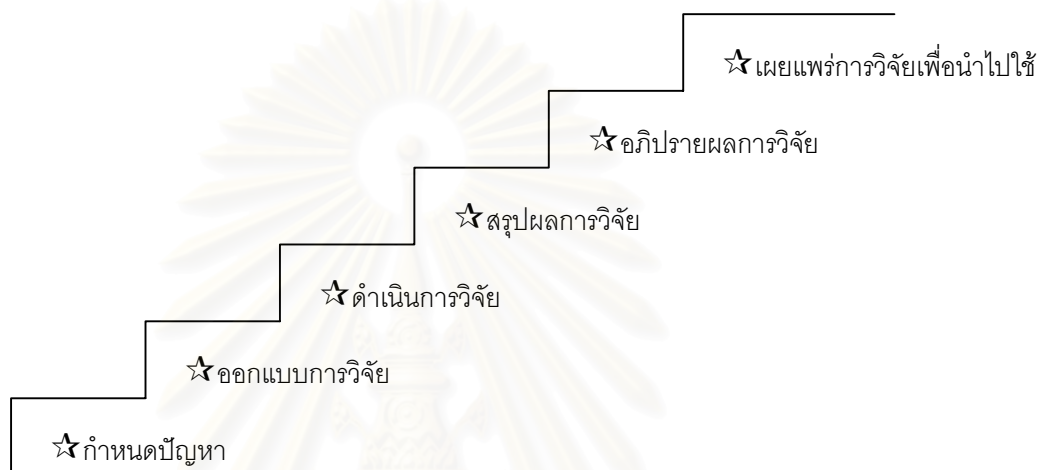 ☆เผยแพร่การวิจัยเพื่อนำไปใช้
☆อภิปรายผลการวิจัย
☆สรุปผลการวิจัย
☆ดำเนินการวิจัย
☆ออกแบบการวิจัย
☆กำหนดปัญหา